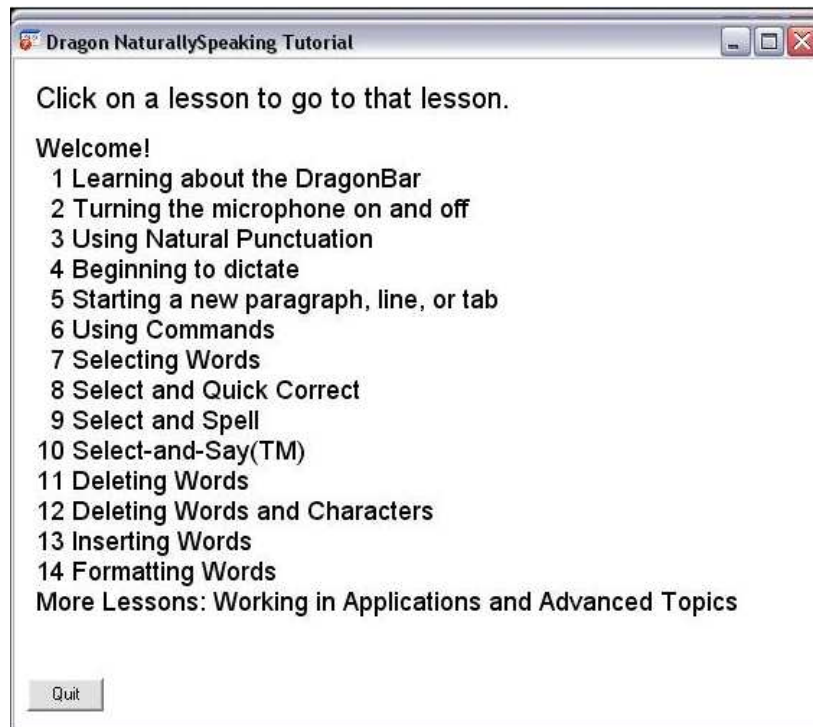 Dragon NaturallySpeaking Tutorial
Click on a lesson to go to that lesson.
Welcome!
1 Learning about the DragonBar
2 Turning the microphone on and off
3 Using Natural Punctuation
4 Beginning to dictate
5 Starting a new paragraph, line, or tab
6 Using Commands
7 Selecting Words
8 Select and Quick Correct
9 Select and Spell
10 Select-and-Say(TM)
11 Deleting Words
12 Deleting Words and Characters
13 Inserting Words
14 Formatting Words
More Lessons: Working in Applications and Advanced Topics
Quit